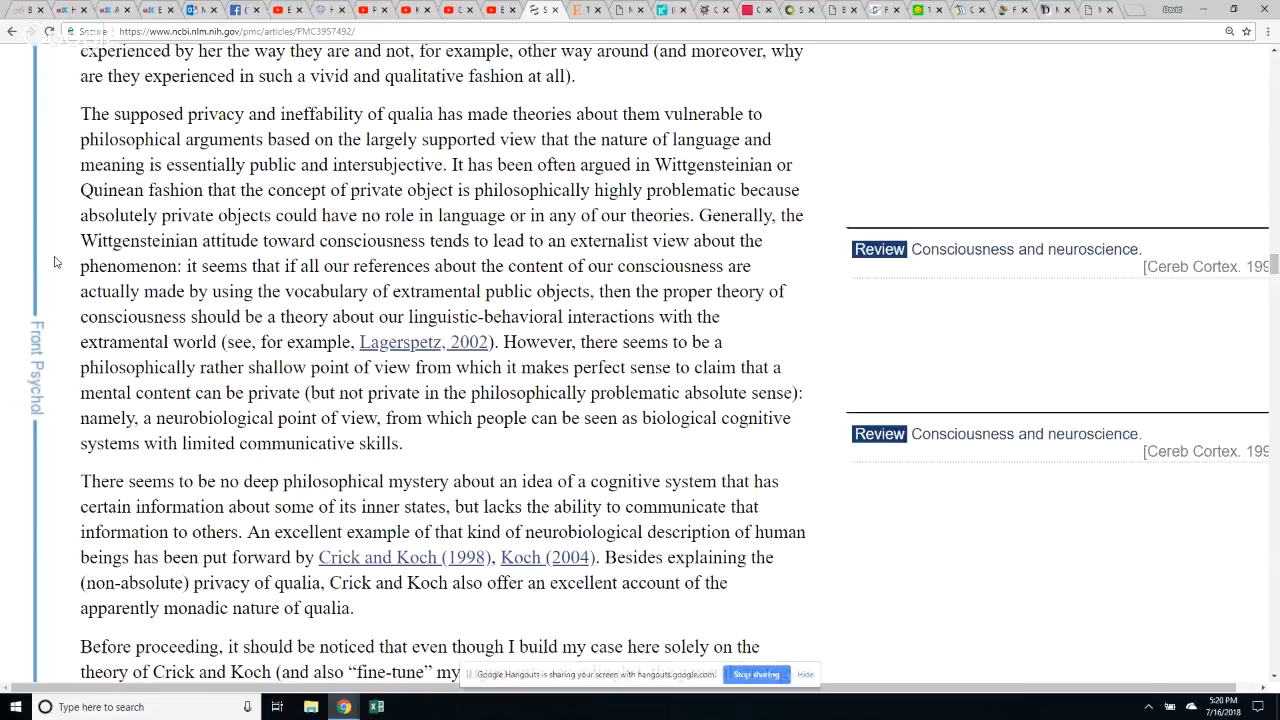 Secure
https://www.ncbi.nlm.nih.gov/pmc/articles/PMC3957492/
experienced by her the way they are and not, for example, other way around (and moreover, why
are they experienced in such a vivid and qualitative fashion at all).
The supposed privacy and ineffability of qualia has made theories about them vulnerable to
philosophical arguments based on the largely supported view that the nature of language and
meaning is essentially public and intersubjective. It has been often argued in Wittgensteinian or
Quinean fashion that the concept of private object is philosophically highly problematic because
absolutely private objects could have no role in language or in any of our theories. Generally, the
Wittgensteinian attitude toward consciousness tends to lead to an externalist view about the
phenomenon: it seems that if all our references about the content of our consciousness are
actually made by using the vocabulary of extramental public objects, then the proper theory of
consciousness should be a theory about our linguistic-behavioral interactions with the
extramental world (see, for example, Lagerspetz, 2002). However, there seems to be a
philosophically rather shallow point of view from which it makes perfect sense to claim that a
mental content can be private (but not private in the philosophically problematic absolute sense):
namely, a neurobiological point of view, from which people can be seen as biological cognitive
systems with limited communicative skills.
There seems to be no deep philosophical mystery about an idea of a cognitive system that has
certain information about some of its inner states, but lacks the ability to communicate that
information to others. An excellent example of that kind of neurobiological description of human
beings has been put forward by Crick and Koch (1998), Koch (2004). Besides explaining the
(non-absolute) privacy of qualia, Crick and Koch also offer an excellent account of the
apparently monadic nature of qualia.
Before proceeding, it should be noticed that even though I build my case here solely on the
theory of Crick and Koch (and also “fine-tune” my
Front Psychol
Review Consciousness and neuroscience.
[Cereb Cortex. 199
Review Consciousness and neuroscience.
[Cereb Cortex. 199
Google Hangouts is sharing your screen with hangouts.google.com.
Stop sharing
Hide
Type here to search
5:20 PM
7/16/2018